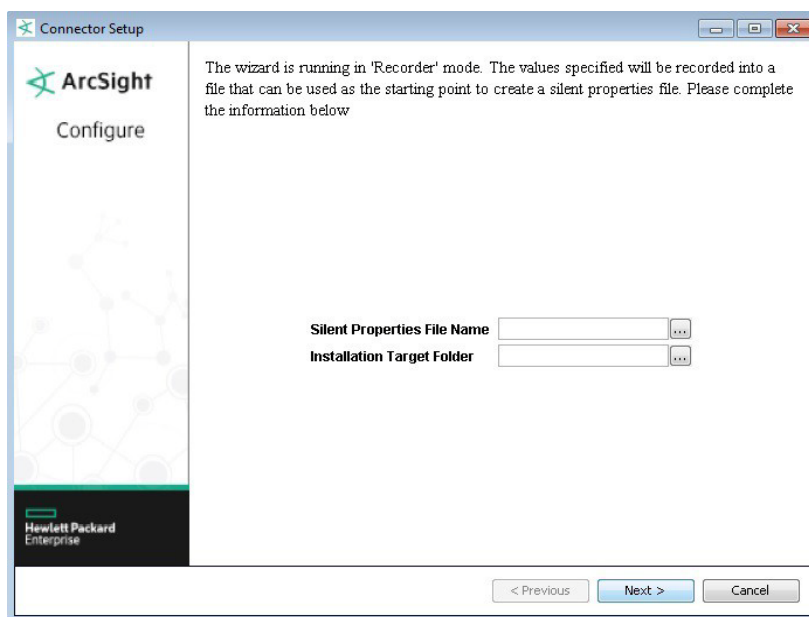 Connector Setup
ArcSight
Configure
The wizard is running in 'Recorder' mode. The values specified will be recorded into a
file that can be used as the starting point to create a silent properties file. Please complete
the information below
Silent Properties File Name
...
Installation Target Folder
...
Hewlett Packard
Enterprise
< Previous
Next >
Cancel